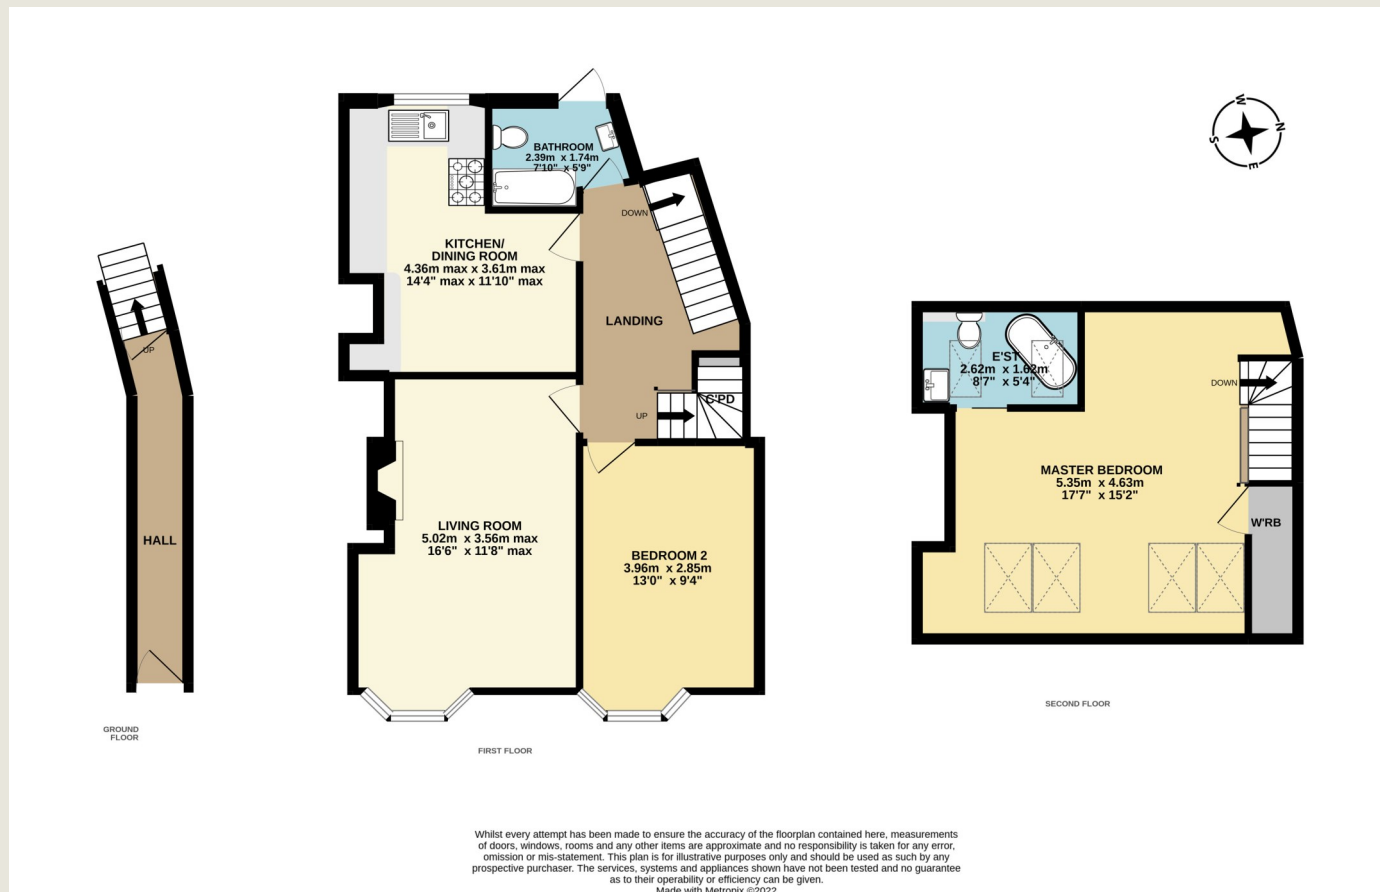 W
N
S
E
BATHROOM
2.39m x 1.74m
7'10" x 5'9"
DOWN
KITCHEN/
DINING ROOM
4.36m max x 3.61m max
14'4" max x 11'10" max
LANDING
UP
C'PD
UP
HALL
LIVING ROOM
5.02m x 3.56m max
16'6" x 11'8" max
BEDROOM 2
3.96m x 2.85m
13'0" x 9'4"
E'ST
2.62m x 1.62m
8'7" x 5'4"
DOWN
MASTER BEDROOM
5.35m x 4.63m
17'7" x 15'2"
W'RB
GROUND
FLOOR
FIRST FLOOR
SECOND FLOOR
Whilst every attempt has been made to ensure the accuracy of the floorplan contained here, measurements
of doors, windows, rooms and any other items are approximate and no responsibility is taken for any error,
omission or mis-statement. This plan is for illustrative purposes only and should be used as such by any
prospective purchaser. The services, systems and appliances shown have not been tested and no guarantee
as to their operability or efficiency can be given.
Made with Metropix ©2022